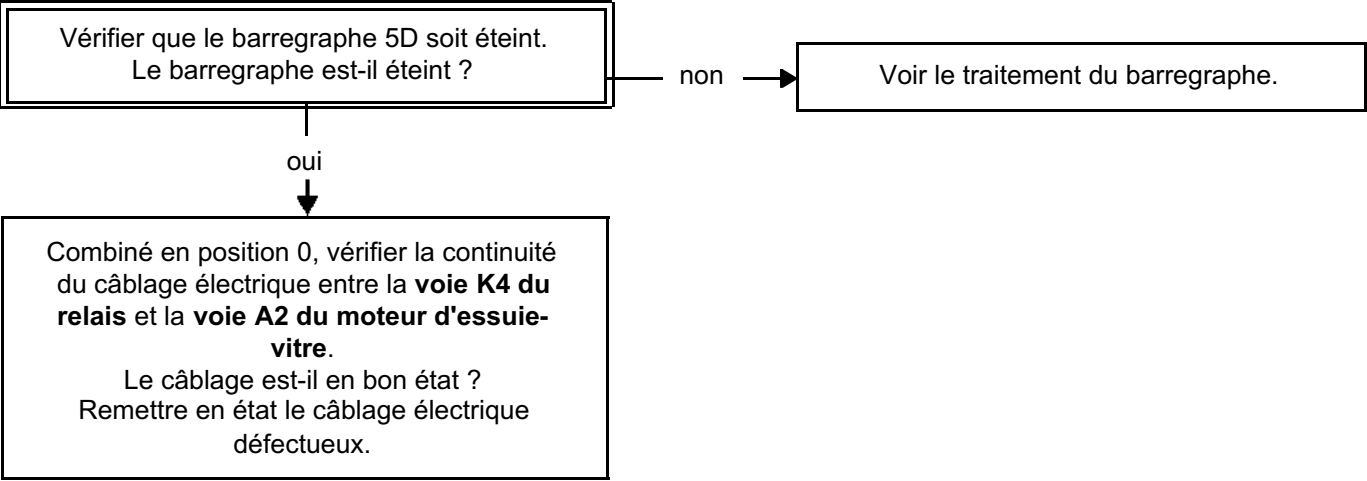 Vérifier que le barregraphe 5D soit éteint.
Le barregraphe est-il éteint ?
non
Voir le traitement du barregraphe.
oui
Combiné en position 0, vérifier la continuité
du câblage électrique entre la voie K4 du
relais et la voie A2 du moteur d'essuie-
vitre.
Le câblage est-il en bon état ?
Remettre en état le câblage électrique
défectueux.